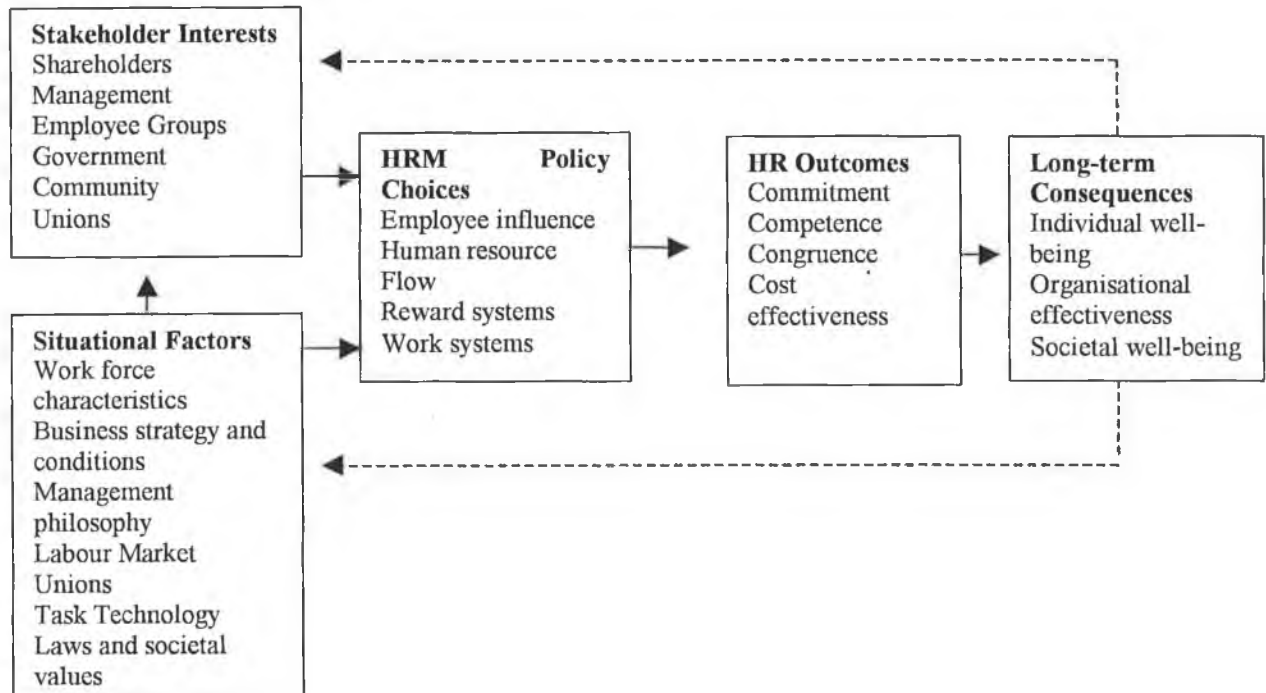 Stakeholder Interests
Shareholders
Management
Employee Groups
Government
Community
Unions
Situational Factors
Work force
characteristics
Business strategy and
conditions
Management
philosophy
Labour Market
Unions
Task Technology
Laws and societal
values
HRM Policy
Choices
Employee influence
Human resource
Flow
Reward systems
Work systems
HR Outcomes
Commitment
Competence
Congruence
Cost
effectiveness
Long-term
Consequences
Individual well-
being
Organisational
effectiveness
Societal well-being